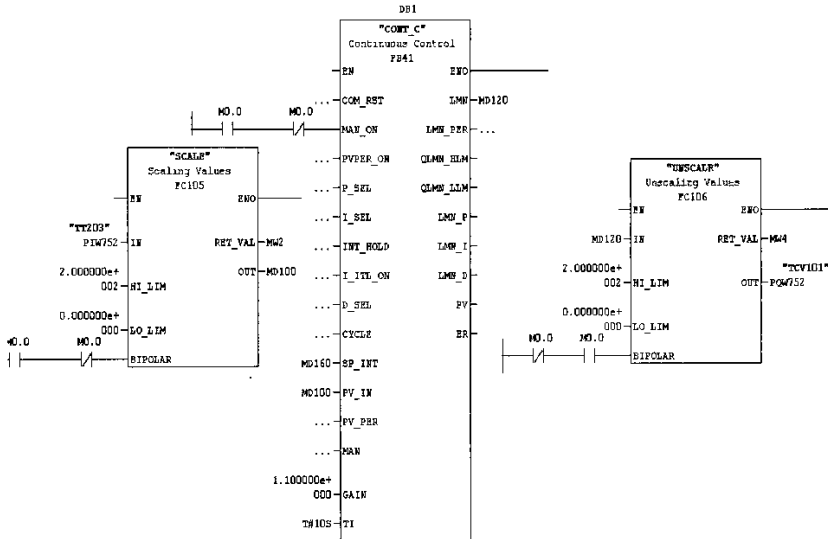 DB1
"CONT_C"
Continuous Control
FB41
EN ENO
... COM_RST LMN MD120
M0.0 M0.0
MAN_ON LMN_PER ...
... PVPER_ON QLMN_HLM
... P_SEL QLMN_LLM
... I_SEL LMN_P
... INT_HOLD LMN_I
... I_ITL_ON LMN_D
... D_SEL PV
... CYCLE ER
MD160 SP_INT
MD100 PV_IN
... PV_PER
... MAN
1.100000e+
000 GAIN
T#10S TI
"SCALE"
Scaling Values
FC105
EN ENO
"TT203"
PIW752 IN RET_VAL MW2
OUT MD100
2.000000e+
002 HI_LIM
0.000000e+
000 LO_LIM
M0.0 M0.0
BIPOLAR
"UNSCALE"
Unscaling Values
FC106
EN ENO
MD120 IN RET_VAL MW4
"TCV101"
2.000000e+
002 HI_LIM OUT PQW752
0.000000e+
000 LO_LIM
M0.0 M0.0
BIPOLAR